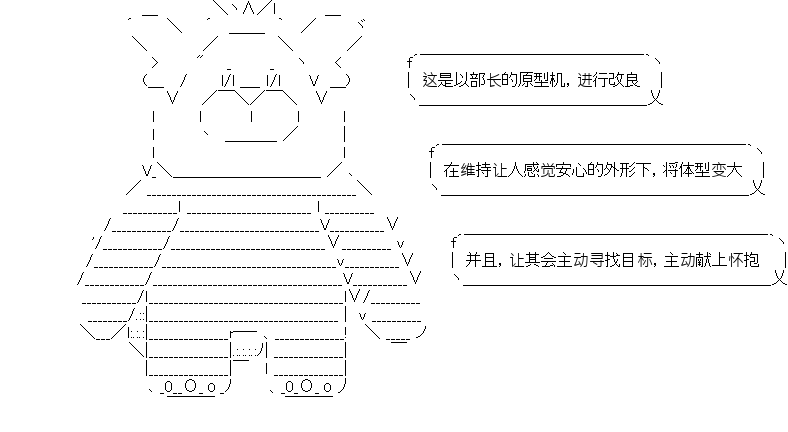 这是以部长的原型机，进行改良
在维持让人感觉安心的外形下，将体型变大
并且，让其会主动寻找目标，主动献上怀抱